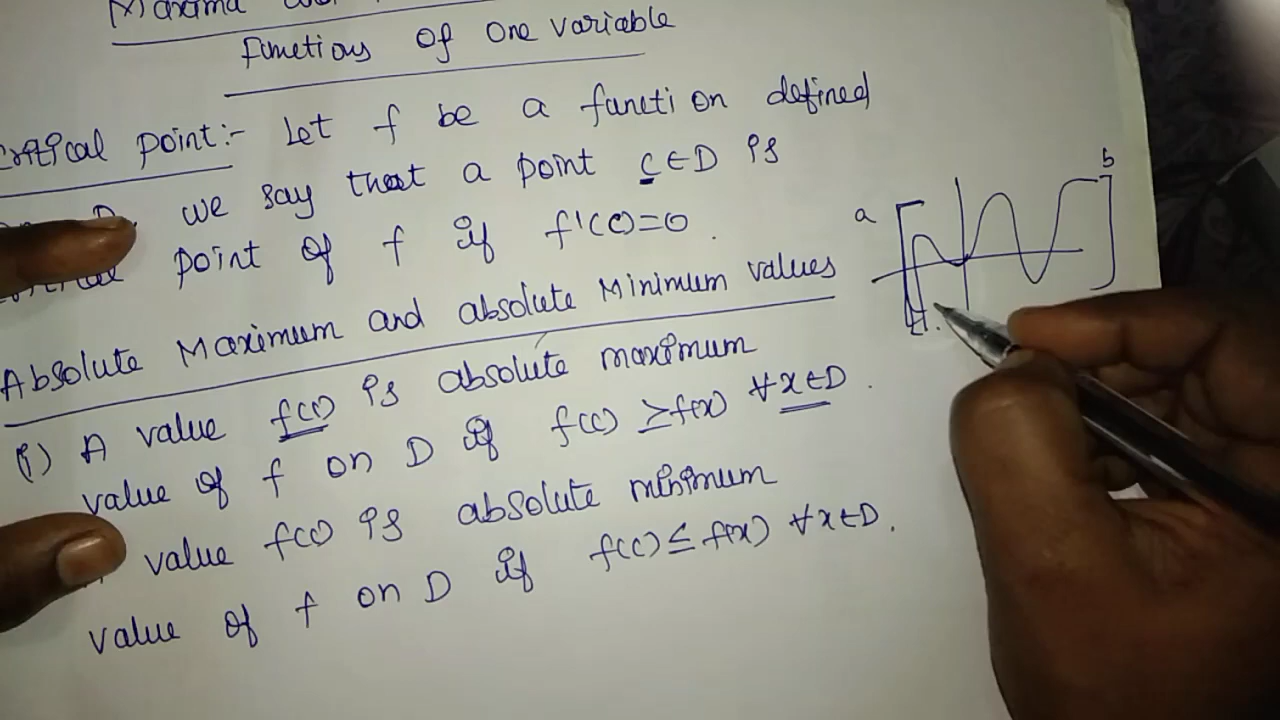 Maxima
Functions of one variable
Critical point:- Let f be a function defined
D, we say that a point c∈D is
point of f if f'(c)=0.
Absolute Maximum and absolute Minimum values
(i) A value f(c) is absolute maximum
value of f on D if f(c) ≥ f(x) ∀x∈D.
value f(c) is absolute minimum
value of f on D if f(c) ≤ f(x) ∀x∈D.
a
b